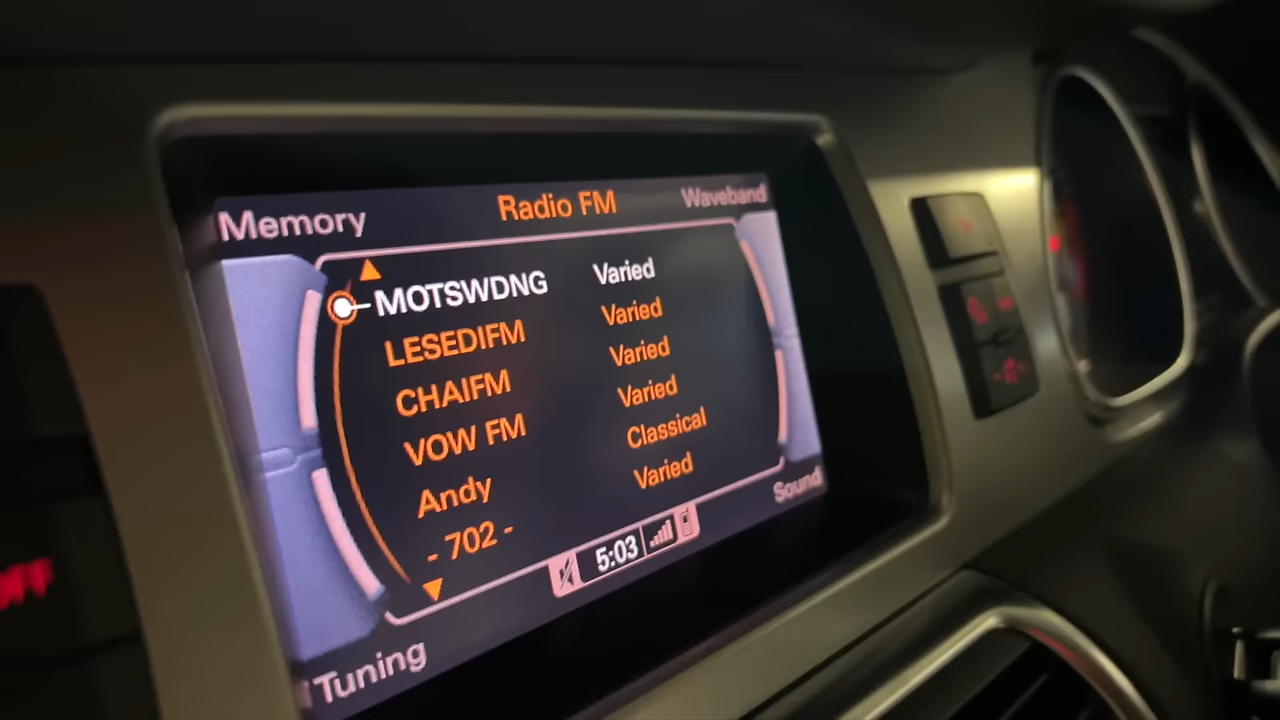 Memory Radio FM Waveband
MOTSWDNG Varied
LESEDIFM Varied
CHAIFM Varied
VOW FM Varied
Andy Classical
- 702 - Varied
5:03
Sound
Tuning
OFF